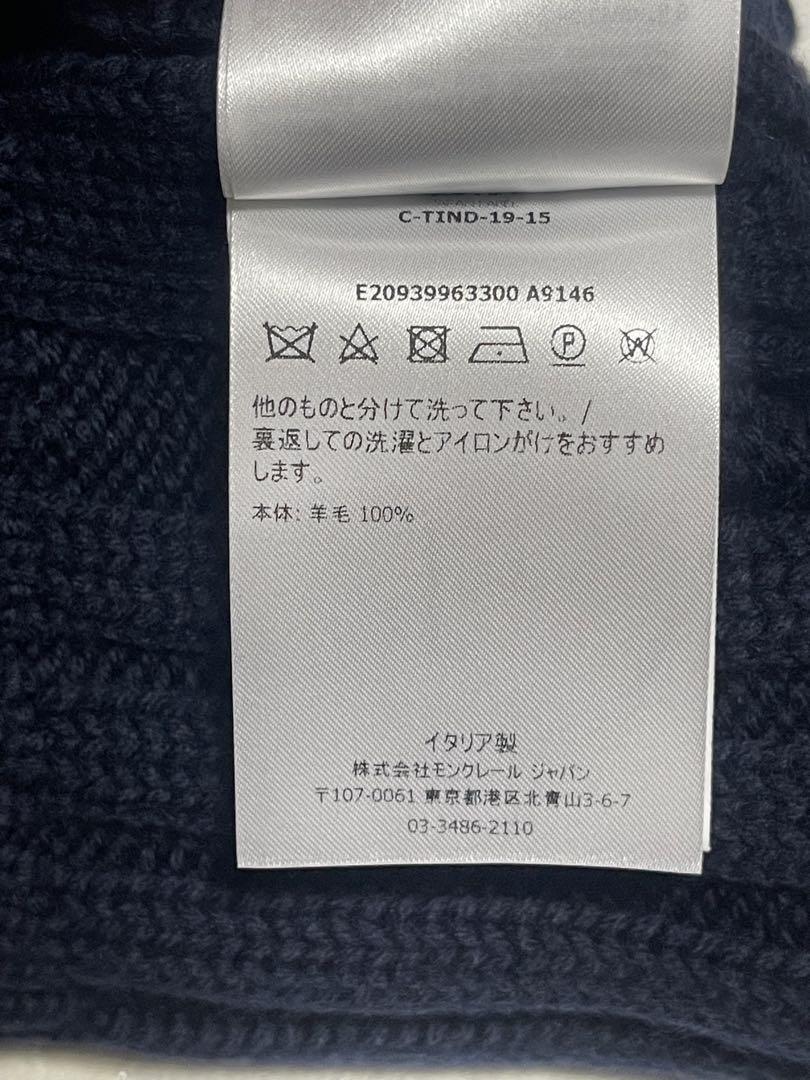 C-TIND-19-15
E20939963300 A9146
P
W
他のものと分けて洗って下さい。/
裏返しての洗濯とアイロンがけをおすすめ
します。
本体: 羊毛 100%
イタリア製
株式会社モンクレール ジャパン
〒107-0061 東京都港区北青山3-6-7
03-3486-2110